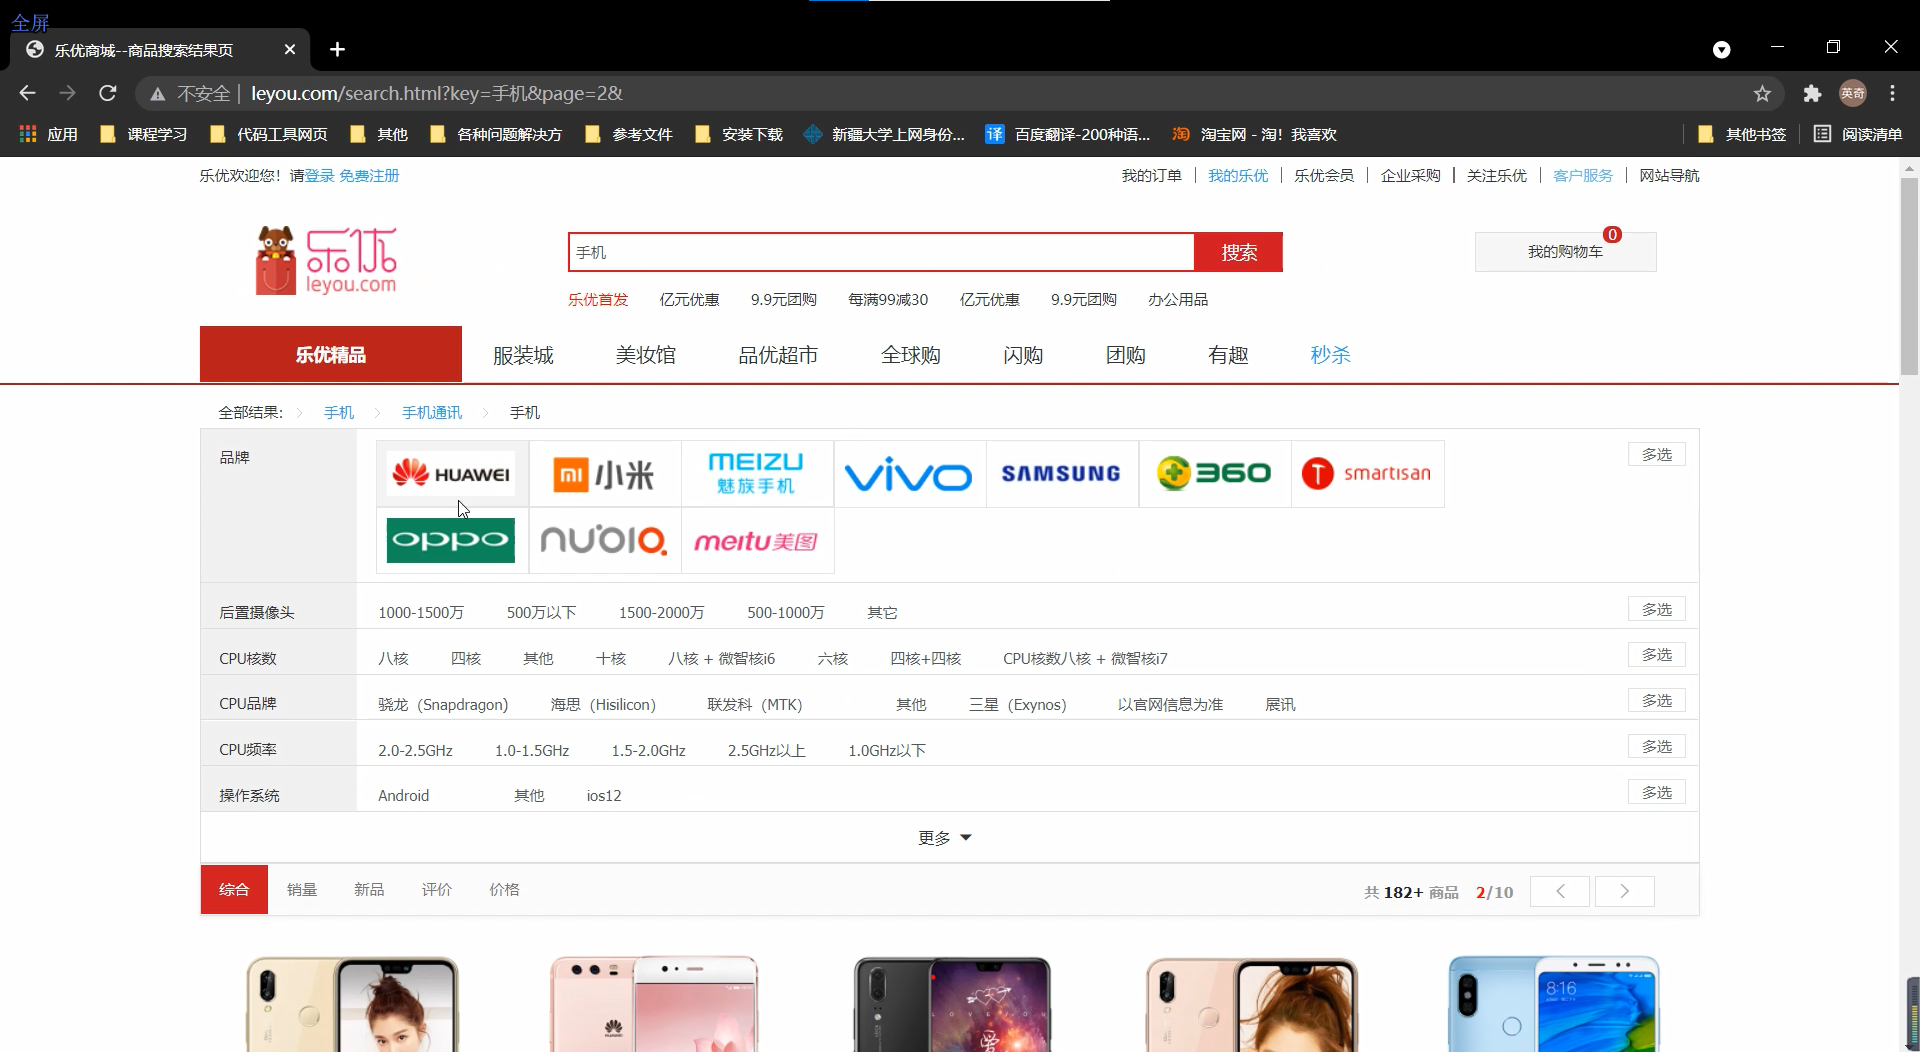 全屏
乐优商城--商品搜索结果页
不安全 | leyou.com/search.html?key=手机&page=2&
英奇
应用 课程学习 代码工具网页 其他 各种问题解决方 参考文件 安装下载 新疆大学上网身份... 译 百度翻译-200种语... 淘 淘宝网 - 淘！我喜欢 其他书签 阅读清单
乐优欢迎您！请登录 免费注册 我的订单 我的乐优 乐优会员 企业采购 关注乐优 客户服务 网站导航
乐优
leyou.com
手机 搜索 我的购物车 0
乐优首发 亿元优惠 9.9元团购 每满99减30 亿元优惠 9.9元团购 办公用品
乐优精品 服装城 美妆馆 品优超市 全球购 闪购 团购 有趣 秒杀
全部结果: 手机 手机通讯 手机
品牌 HUAWEI mi 小米 MEIZU 魅族手机 vivo SAMSUNG 360 smartisan 多选
OPPO nubia meitu美图
后置摄像头 1000-1500万 500万以下 1500-2000万 500-1000万 其它 多选
CPU核数 八核 四核 其他 十核 八核 + 微智核i6 六核 四核+四核 CPU核数八核 + 微智核i7 多选
CPU品牌 骁龙（Snapdragon) 海思（Hisilicon） 联发科（MTK) 其他 三星（Exynos) 以官网信息为准 展讯 多选
CPU频率 2.0-2.5GHz 1.0-1.5GHz 1.5-2.0GHz 2.5GHz以上 1.0GHz以下 多选
操作系统 Android 其他 ios12 多选
更多
综合 销量 新品 评价 价格 共 182+ 商品 2/10
HUAWEI
LOVE YOU
爱
8:16